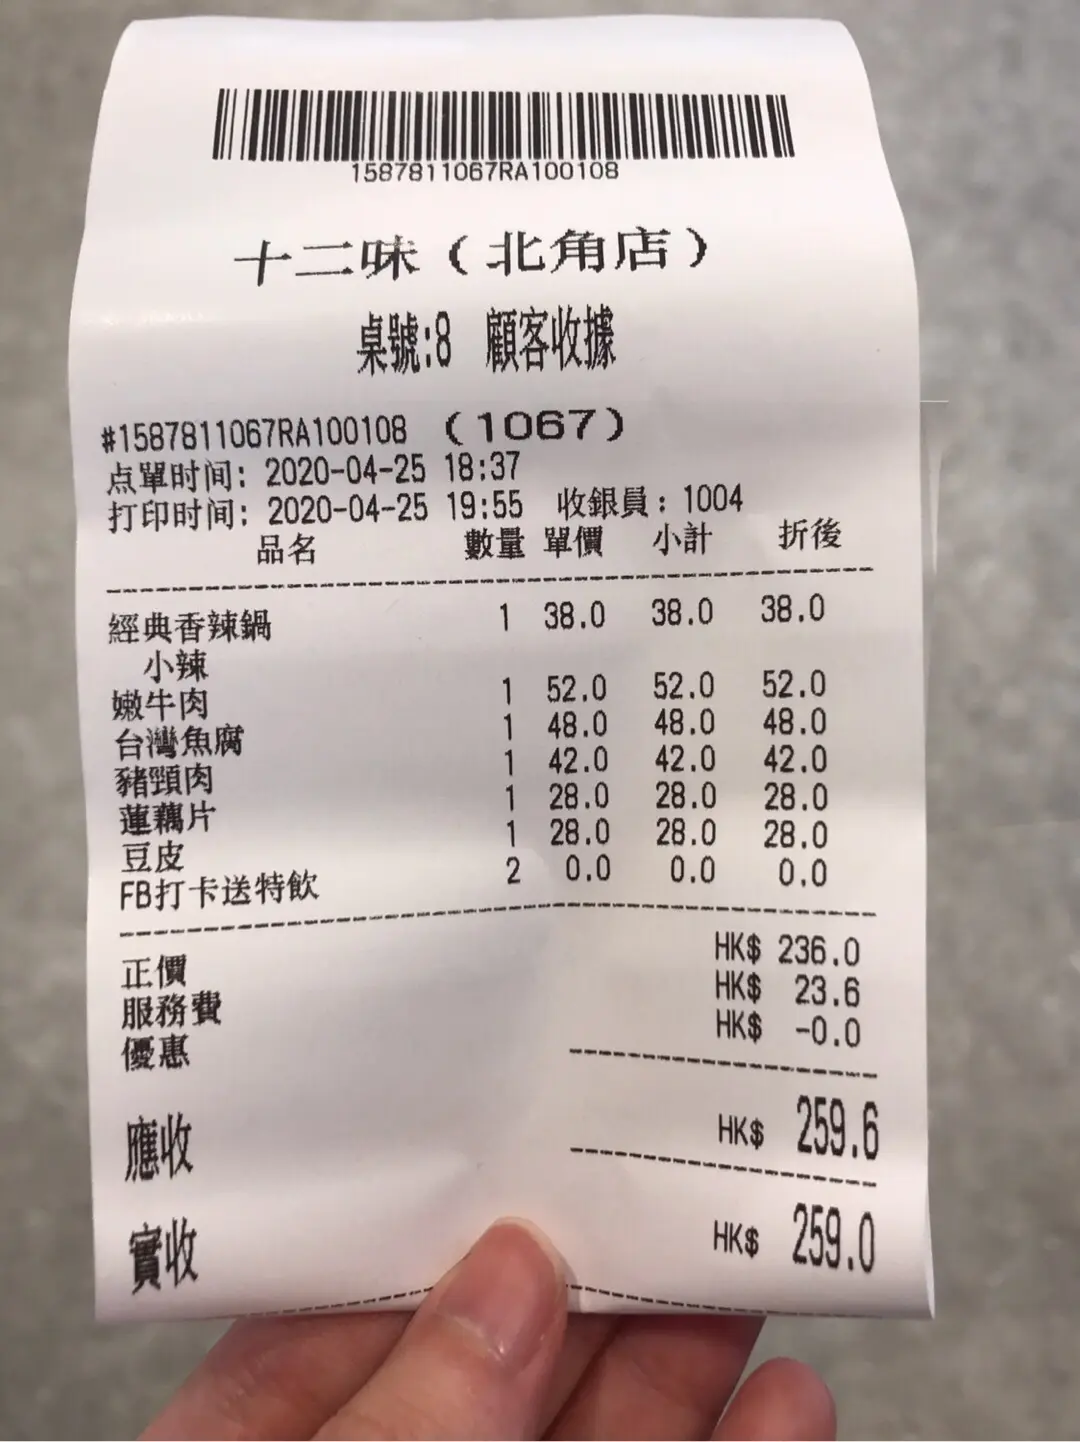 1587811067RA100108
十二味（北角店）
桌號:8 顧客收據
#1587811067RA100108 （1067）
点單时间: 2020-04-25 18:37
打印时间: 2020-04-25 19:55 收銀員: 1004
品名 數量 單價 小計 折後
經典香辣鍋 1 38.0 38.0 38.0
小辣
嫩牛肉 1 52.0 52.0 52.0
台灣魚腐 1 48.0 48.0 48.0
豬頸肉 1 42.0 42.0 42.0
蓮藕片 1 28.0 28.0 28.0
豆皮 1 28.0 28.0 28.0
FB打卡送特飲 2 0.0 0.0 0.0
正價 HK$ 236.0
服務費 HK$ 23.6
優惠 HK$ -0.0
應收 HK$ 259.6
實收 HK$ 259.0